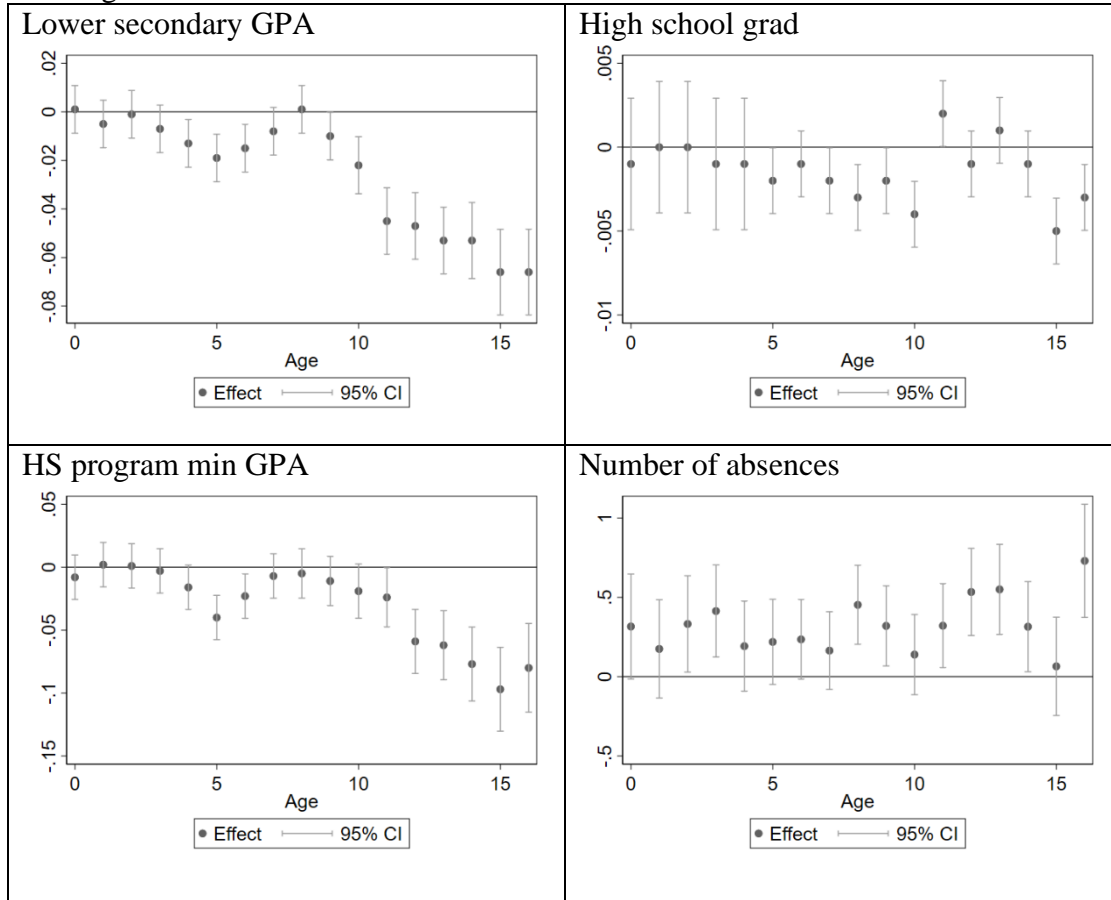 Lower secondary GPA
.02
0
-.02
-.04
-.06
-.08
0 5 10 15
Age
Effect 95% CI
High school grad
.005
0
-.005
-.01
0 5 10 15
Age
Effect 95% CI
HS program min GPA
.05
0
-.05
-.1
-.15
0 5 10 15
Age
Effect 95% CI
Number of absences
1
.5
0
-.5
0 5 10 15
Age
Effect 95% CI